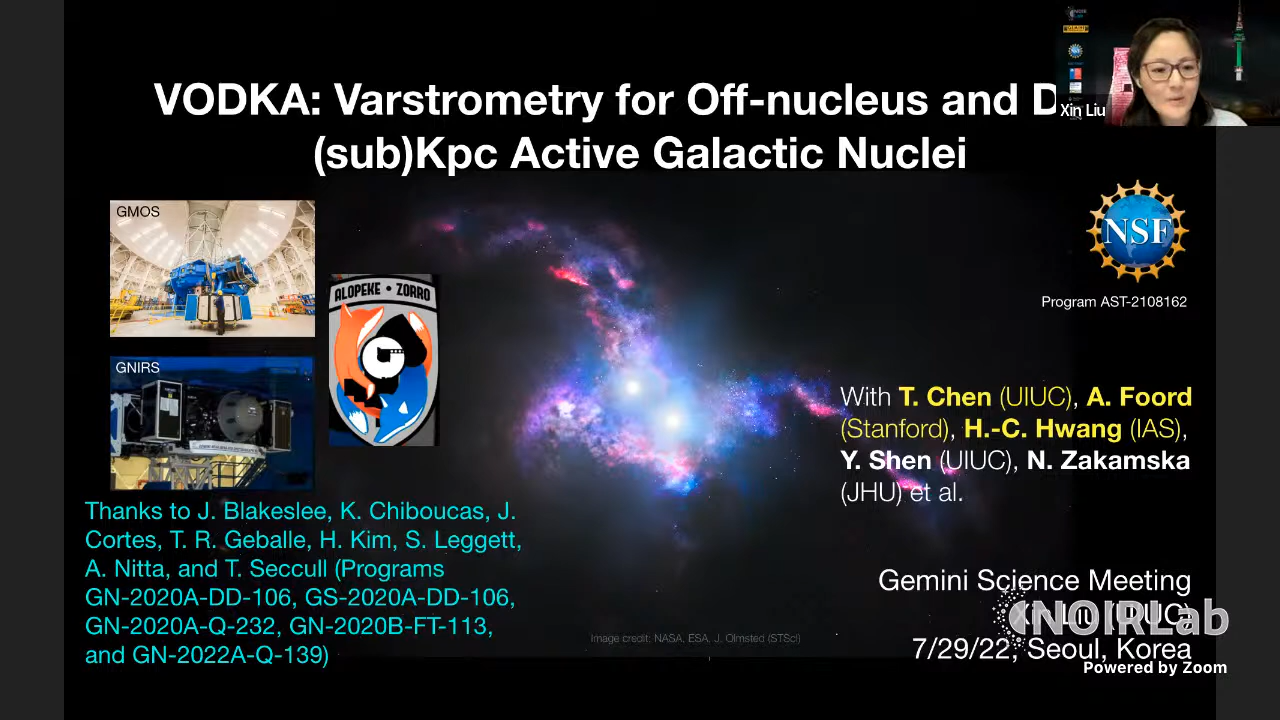 VODKA: Varstrometry for Off-nucleus and D
(sub)Kpc Active Galactic Nuclei
Xin Liu
GMOS
ALOPEKE • ZORRO
NSF
Program AST-2108162
GNIRS
With T. Chen (UIUC), A. Foord
(Stanford), H.-C. Hwang (IAS),
Y. Shen (UIUC), N. Zakamska
(JHU) et al.
Thanks to J. Blakeslee, K. Chiboucas, J.
Cortes, T. R. Geballe, H. Kim, S. Leggett,
A. Nitta, and T. Seccull (Programs
GN-2020A-DD-106, GS-2020A-DD-106,
GN-2020A-Q-232, GN-2020B-FT-113,
and GN-2022A-Q-139)
Image credit: NASA, ESA, J. Olmsted (STScI)
Gemini Science Meeting
Xin Liu (UIUC)
NOIRLab
7/29/22, Seoul, Korea
Powered by Zoom